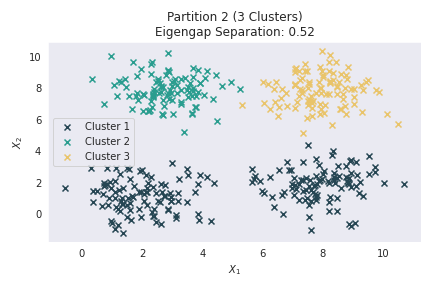 Partition 2 (3 Clusters)
Eigengap Separation: 0.52
10
8
6
4
2
0
X₂
Cluster 1
Cluster 2
Cluster 3
0 2 4 6 8 10
X₁